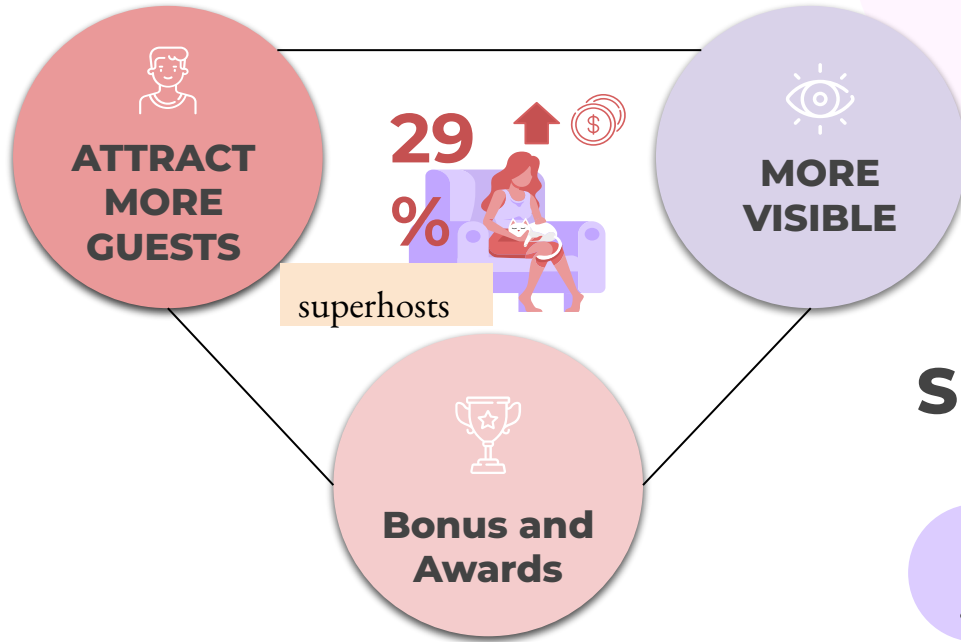 ATTRACT
MORE
GUESTS
29
%
$
superhosts
MORE
VISIBLE
S
Bonus and
Awards